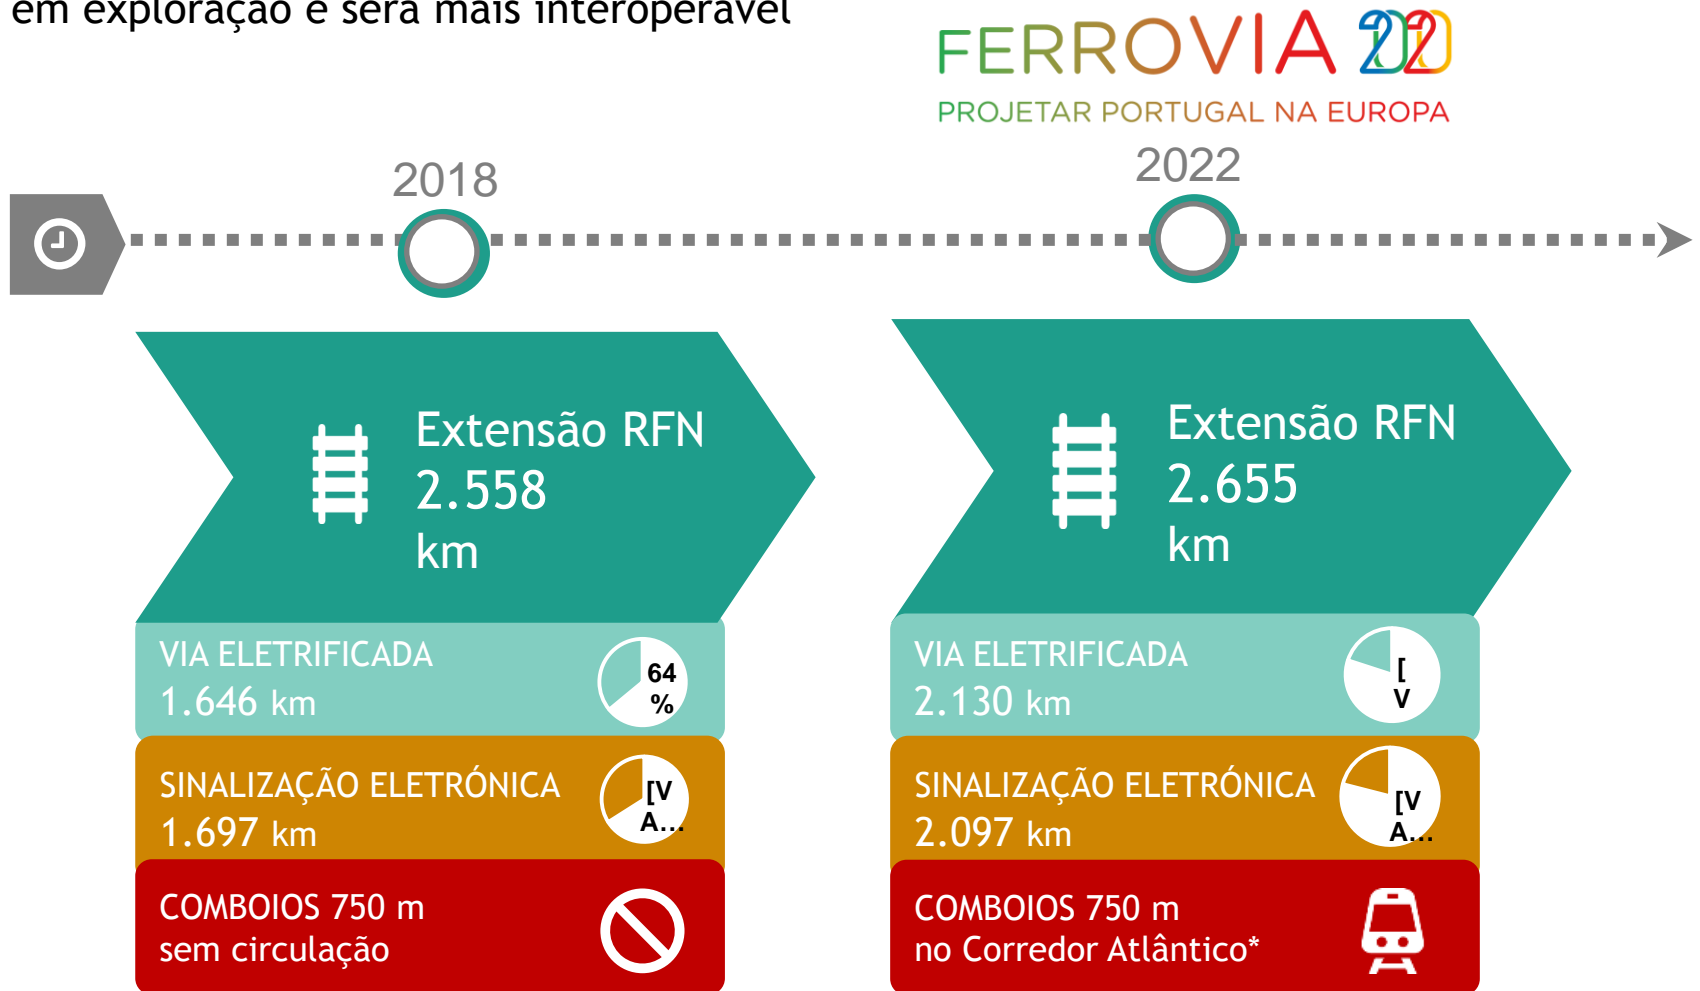 em exploração e será mais interoperável
FERROVIA 2020
PROJETAR PORTUGAL NA EUROPA
2018
2022
Extensão RFN
2.558
km
VIA ELETRIFICADA
1.646 km
64
%
SINALIZAÇÃO ELETRÓNICA
1.697 km
[V
A...
COMBOIOS 750 m
sem circulação
Extensão RFN
2.655
km
VIA ELETRIFICADA
2.130 km
[
V
SINALIZAÇÃO ELETRÓNICA
2.097 km
[V
A...
COMBOIOS 750 m
no Corredor Atlântico*